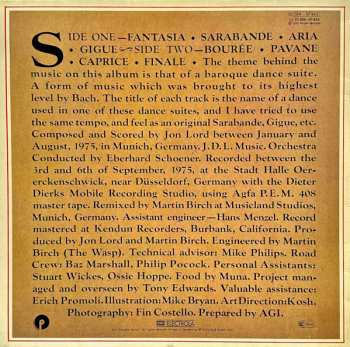 SIDE ONE—FANTASIA • SARABANDE • ARIA
GIGUE SIDE TWO—BOURÉE • PAVANE
CAPRICE • FINALE • The theme behind the
music on this album is that of a baroque dance suite.
A form of music which was brought to its highest
level by Bach. The title of each track is the name of a dance
used in one of these dance suites, and I have tried to use
the same tempo, and feel as an original Sarabande, Gigue, etc.
Composed and Scored by Jon Lord between January and
August, 1975, in Munich, Germany. J.D.L. Music. Orchestra
Conducted by Eberhard Schoener. Recorded between the
3rd and 6th of September, 1975, at the Stadt Halle Oer-
erckenschwick, near Düsseldorf, Germany with the Dieter
Dierks Mobile Recording Studio, using Agfa P.E.M. 408
master tape. Remixed by Martin Birch at Musicland Studios,
Munich, Germany. Assistant engineer—Hans Menzel. Record
mastered at Kendun Recorders, Burbank, California. Pro-
duced by Jon Lord and Martin Birch. Engineered by Martin
Birch (The Wasp). Technical advisor: Mike Philips. Road
Crew: Baz Marshall, Philip Pocock. Personal Assistants:
Stuart Wickes, Ossie Hoppe. Food by Muna. Project man-
aged and overseen by Tony Edwards. Valuable assistance:
Erich Promoli. Illustration: Mike Bryan. Art Direction: Kosh.
Photography: Fin Costello. Prepared by AGI.
EMI ELECTROLA